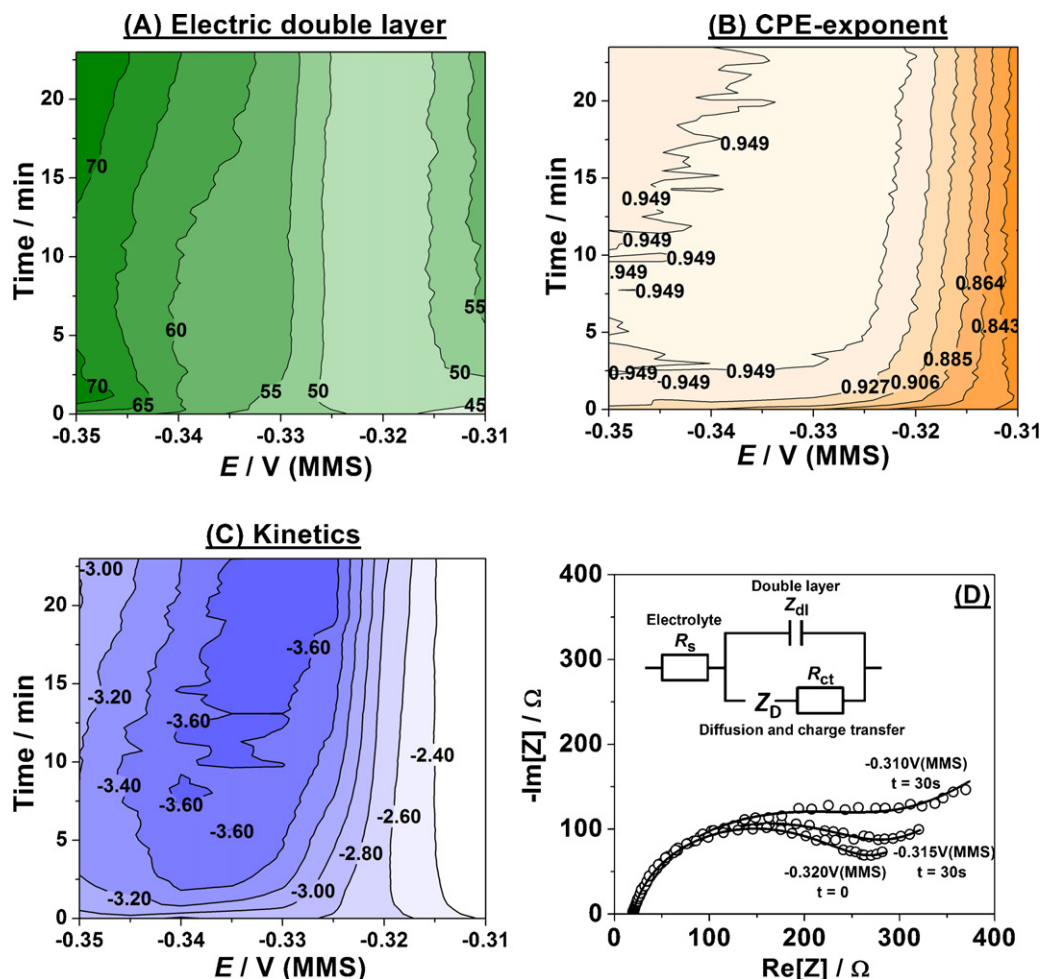 (A) Electric double layer
Time / min
20
15
10
5
0
70
70
65
60
55
50
55
50
45
-0.35 -0.34 -0.33 -0.32 -0.31
E / V (MMS)
(B) CPE-exponent
Time / min
20
15
10
5
0
0.949
0.949
0.949
0.949
0.949
0.949
0.949
0.949
0.949
0.949
0.927
0.906
0.885
0.864
0.843
-0.35 -0.34 -0.33 -0.32 -0.31
E / V (MMS)
(C) Kinetics
Time / min
20
15
10
5
0
-3.00
-3.20
-3.40
-3.60
-3.60
-3.60
-3.60
-3.20
-3.00
-2.80
-2.60
-2.40
-0.35 -0.34 -0.33 -0.32 -0.31
E / V (MMS)
(D)
-Im[Z] / Ω
400
300
200
100
0
Double layer
Zdl
Electrolyte
Rs
Rct
ZD
Diffusion and charge transfer
-0.310V(MMS)
t = 30s
-0.315V(MMS)
t = 30s
-0.320V(MMS)
t = 0
0 100 200 300 400
Re[Z] / Ω